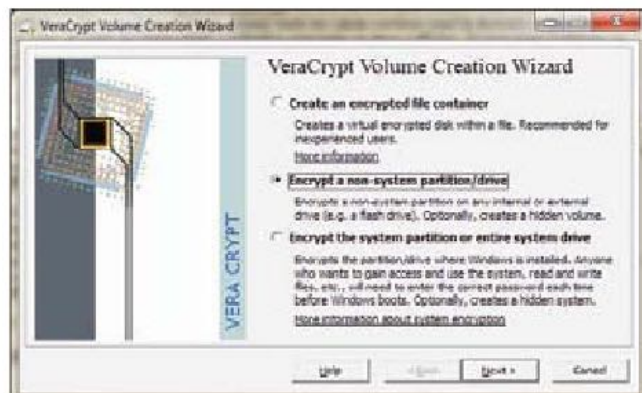 VeraCrypt Volume Creation Wizard
VERA CRYPT
VeraCrypt Volume Creation Wizard
Create an encrypted file container
Creates a virtual encrypted disk within a file. Recommended for
inexperienced users.
More information
Encrypt a non-system partition/drive
Encrypts a non-system partition on any internal or external
drive (e.g. a flash drive). Optionally, creates a hidden volume.
Encrypt the system partition or entire system drive
Encrypts the partition/drive where Windows is installed. Anyone
who wants to gain access and use the system, read and write
files, etc., will need to enter the correct password each time
before Windows boots. Optionally, creates a hidden system.
More information about system encryption
Help
< Back
Next >
Cancel